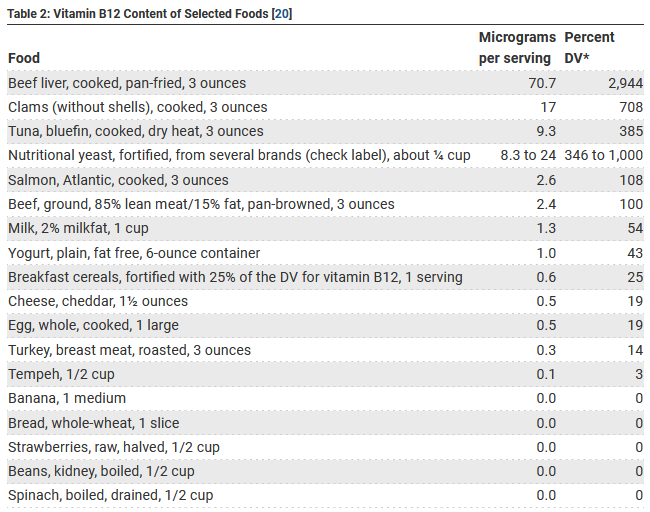 Table 2: Vitamin B12 Content of Selected Foods [20]
Food Micrograms per serving Percent DV*
Beef liver, cooked, pan-fried, 3 ounces 70.7 2,944
Clams (without shells), cooked, 3 ounces 17 708
Tuna, bluefin, cooked, dry heat, 3 ounces 9.3 385
Nutritional yeast, fortified, from several brands (check label), about ¼ cup 8.3 to 24 346 to 1,000
Salmon, Atlantic, cooked, 3 ounces 2.6 108
Beef, ground, 85% lean meat/15% fat, pan-browned, 3 ounces 2.4 100
Milk, 2% milkfat, 1 cup 1.3 54
Yogurt, plain, fat free, 6-ounce container 1.0 43
Breakfast cereals, fortified with 25% of the DV for vitamin B12, 1 serving 0.6 25
Cheese, cheddar, 1½ ounces 0.5 19
Egg, whole, cooked, 1 large 0.5 19
Turkey, breast meat, roasted, 3 ounces 0.3 14
Tempeh, 1/2 cup 0.1 3
Banana, 1 medium 0.0 0
Bread, whole-wheat, 1 slice 0.0 0
Strawberries, raw, halved, 1/2 cup 0.0 0
Beans, kidney, boiled, 1/2 cup 0.0 0
Spinach, boiled, drained, 1/2 cup 0.0 0